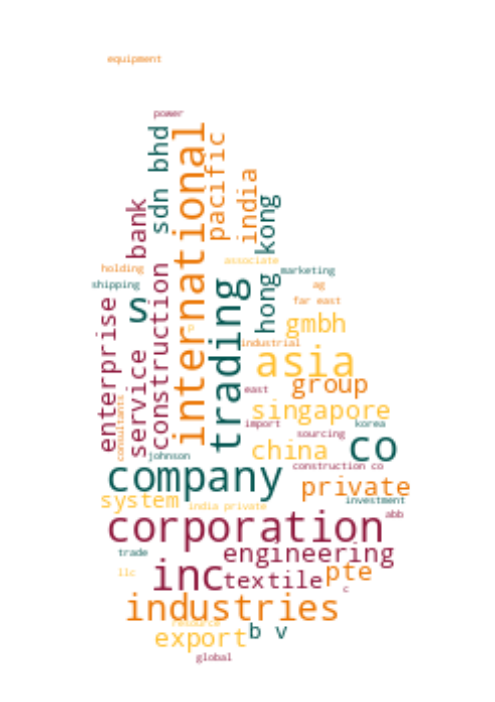 equipment
power
international
sdn bhd
pacific
india
bank
hong kong
associate
holding
marketing
shipping
ag
construction
trading
far east
enterprise
s
gmbh
p
industrial
service
asia
group
east
consultants
singapore
import
korea
sourcing
co
china
johnson
construction co
company
private
system
investment
india private
abb
corporation
engineering
trade
inc
textile
pte
llc
c
industries
resource
export
b v
global